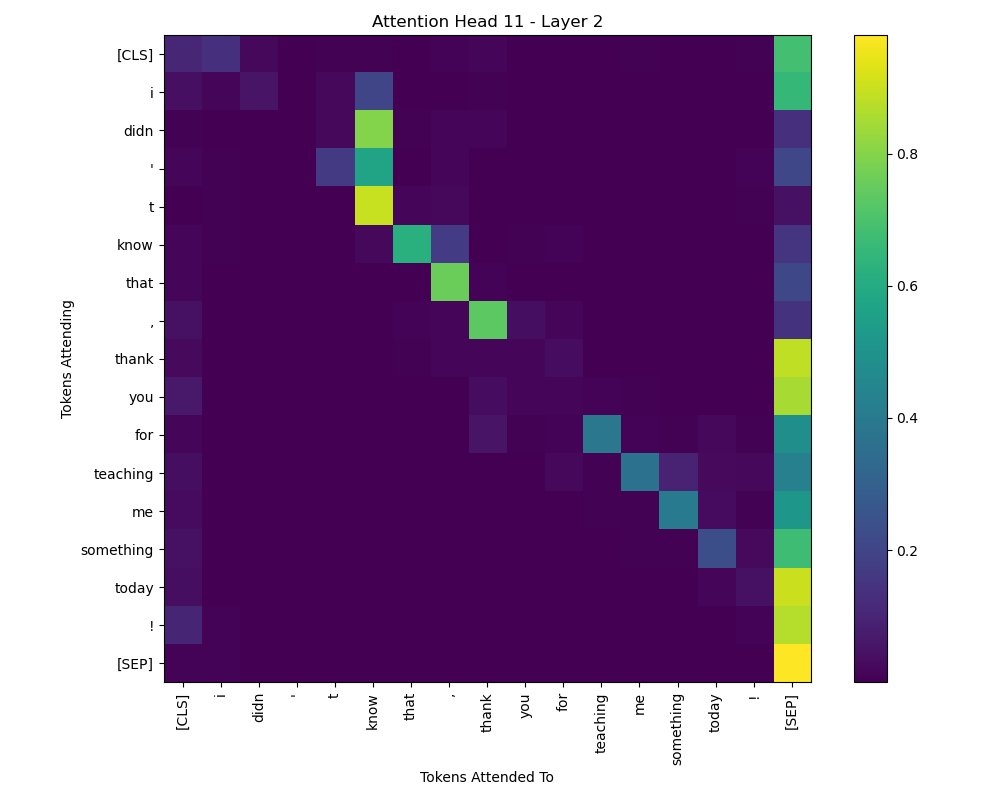 Attention Head 11 - Layer 2
Tokens Attending
[CLS]
i
didn
'
t
know
that
,
thank
you
for
teaching
me
something
today
!
[SEP]
[CLS]
i
didn
'
t
know
that
,
thank
you
for
teaching
me
something
today
!
[SEP]
Tokens Attended To
0.8
0.6
0.4
0.2